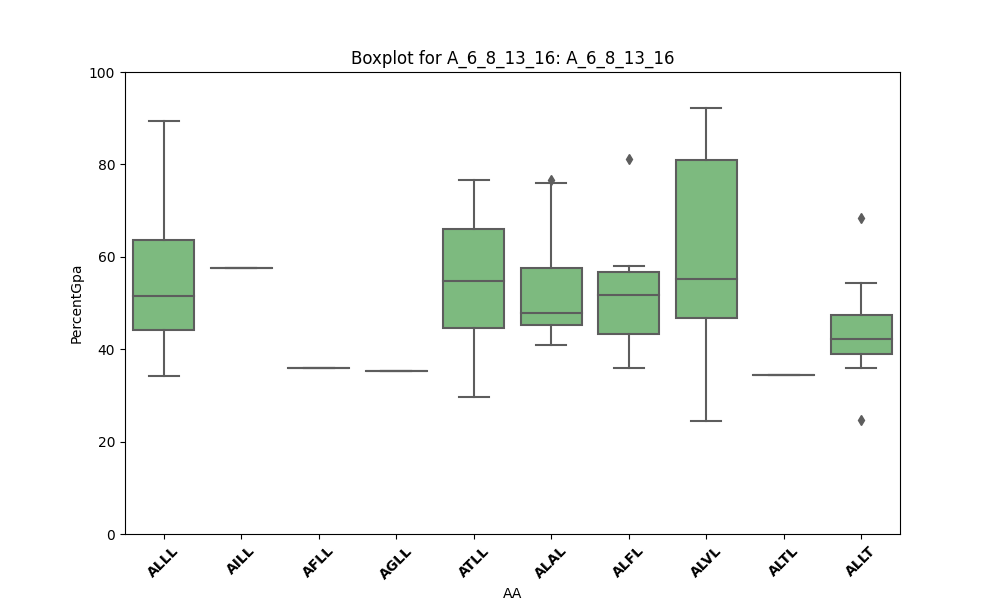 Boxplot for A_6_8_13_16: A_6_8_13_16
100
80
60
40
20
0
PercentGpa
ALLL
AILL
AFLL
AGLL
ATLL
ALAL
ALFL
ALVL
ALTL
ALLT
AA